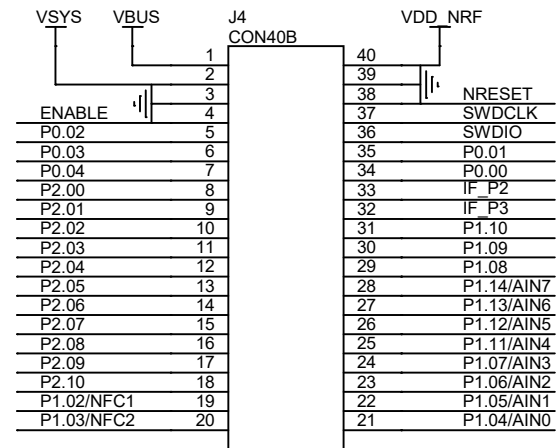 VSYS VBUS J4 VDD_NRF
CON40B
1 40
2 39
3 38 NRESET
ENABLE 4 37 SWDCLK
P0.02 5 36 SWDIO
P0.03 6 35 P0.01
P0.04 7 34 P0.00
P2.00 8 33 IF_P2
P2.01 9 32 IF_P3
P2.02 10 31 P1.10
P2.03 11 30 P1.09
P2.04 12 29 P1.08
P2.05 13 28 P1.14/AIN7
P2.06 14 27 P1.13/AIN6
P2.07 15 26 P1.12/AIN5
P2.08 16 25 P1.11/AIN4
P2.09 17 24 P1.07/AIN3
P2.10 18 23 P1.06/AIN2
P1.02/NFC1 19 22 P1.05/AIN1
P1.03/NFC2 20 21 P1.04/AIN0